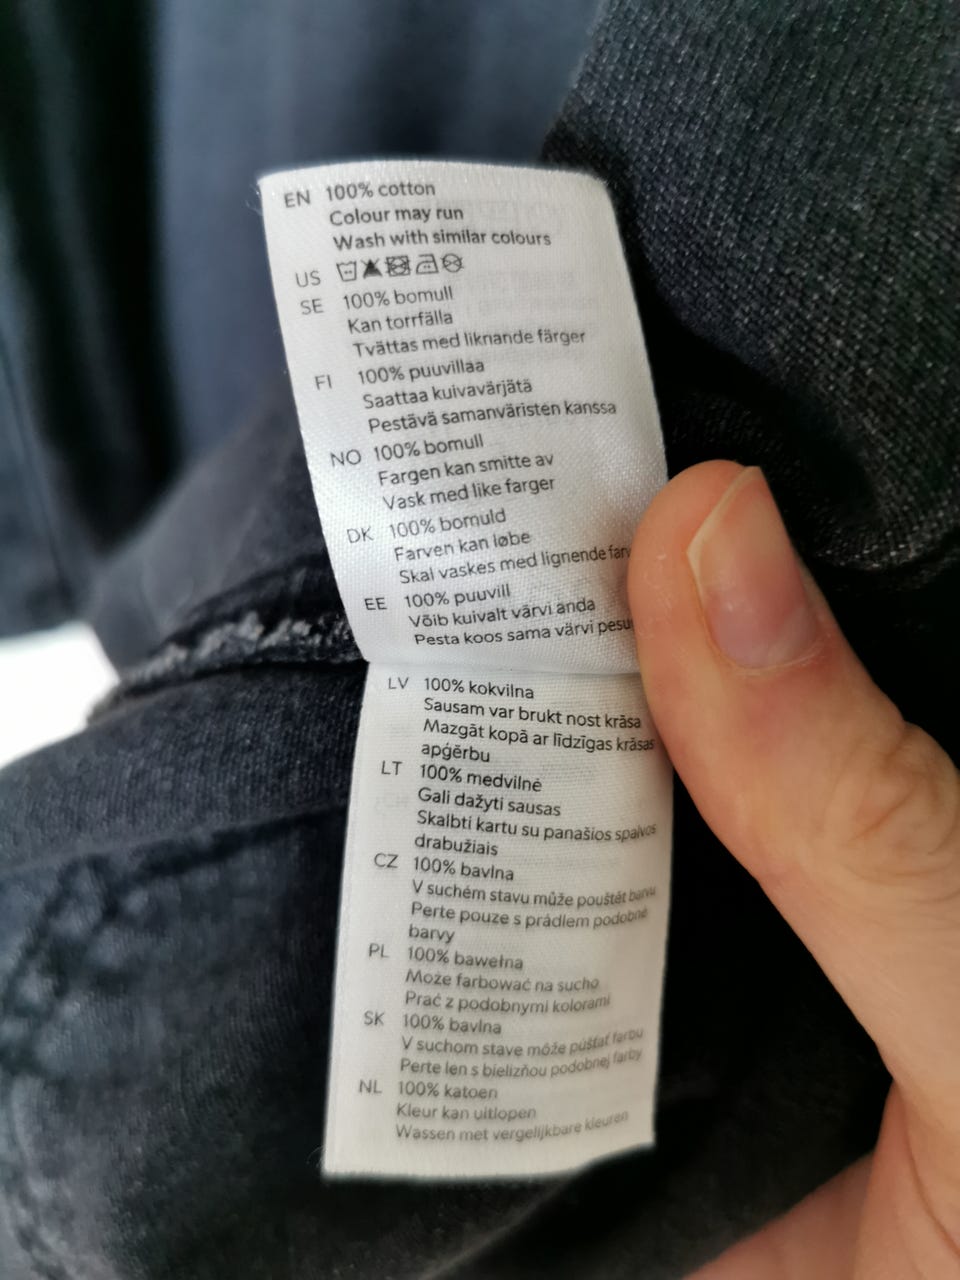 EN 100% cotton
Colour may run
Wash with similar colours
US
SE 100% bomull
Kan torrfälla
Tvättas med liknande färger
FI 100% puuvillaa
Saattaa kuivavärjätä
Pestävä samanväristen kanssa
NO 100% bomull
Fargen kan smitte av
Vask med like farger
DK 100% bomuld
Farven kan løbe
Skal vaskes med lignende
EE 100% puuvill
Võib kuivalt värvi anda
Pesta koos sama värvi
LV 100% kokvilna
Sausam var brukt nost krāsa
Mazgāt kopā ar līdzīgas krāsas
apģērbu
LT 100% medvilnė
Gali dažyti sausas
Skalbti kartu su panašios spalvos
drabužiais
CZ 100% bavlna
V suchém stavu může pouštět barvu
Perte pouze s prádlem podobné
barvy
PL 100% bawełna
Może farbować na sucho
Prać z podobnymi kolorami
SK 100% bavlna
V suchom stave môže púšťať farbu
Perte len s bielizňou podobnej farby
NL 100% katoen
Kleur kan uitlopen
Wassen met vergelijkbare kleuren